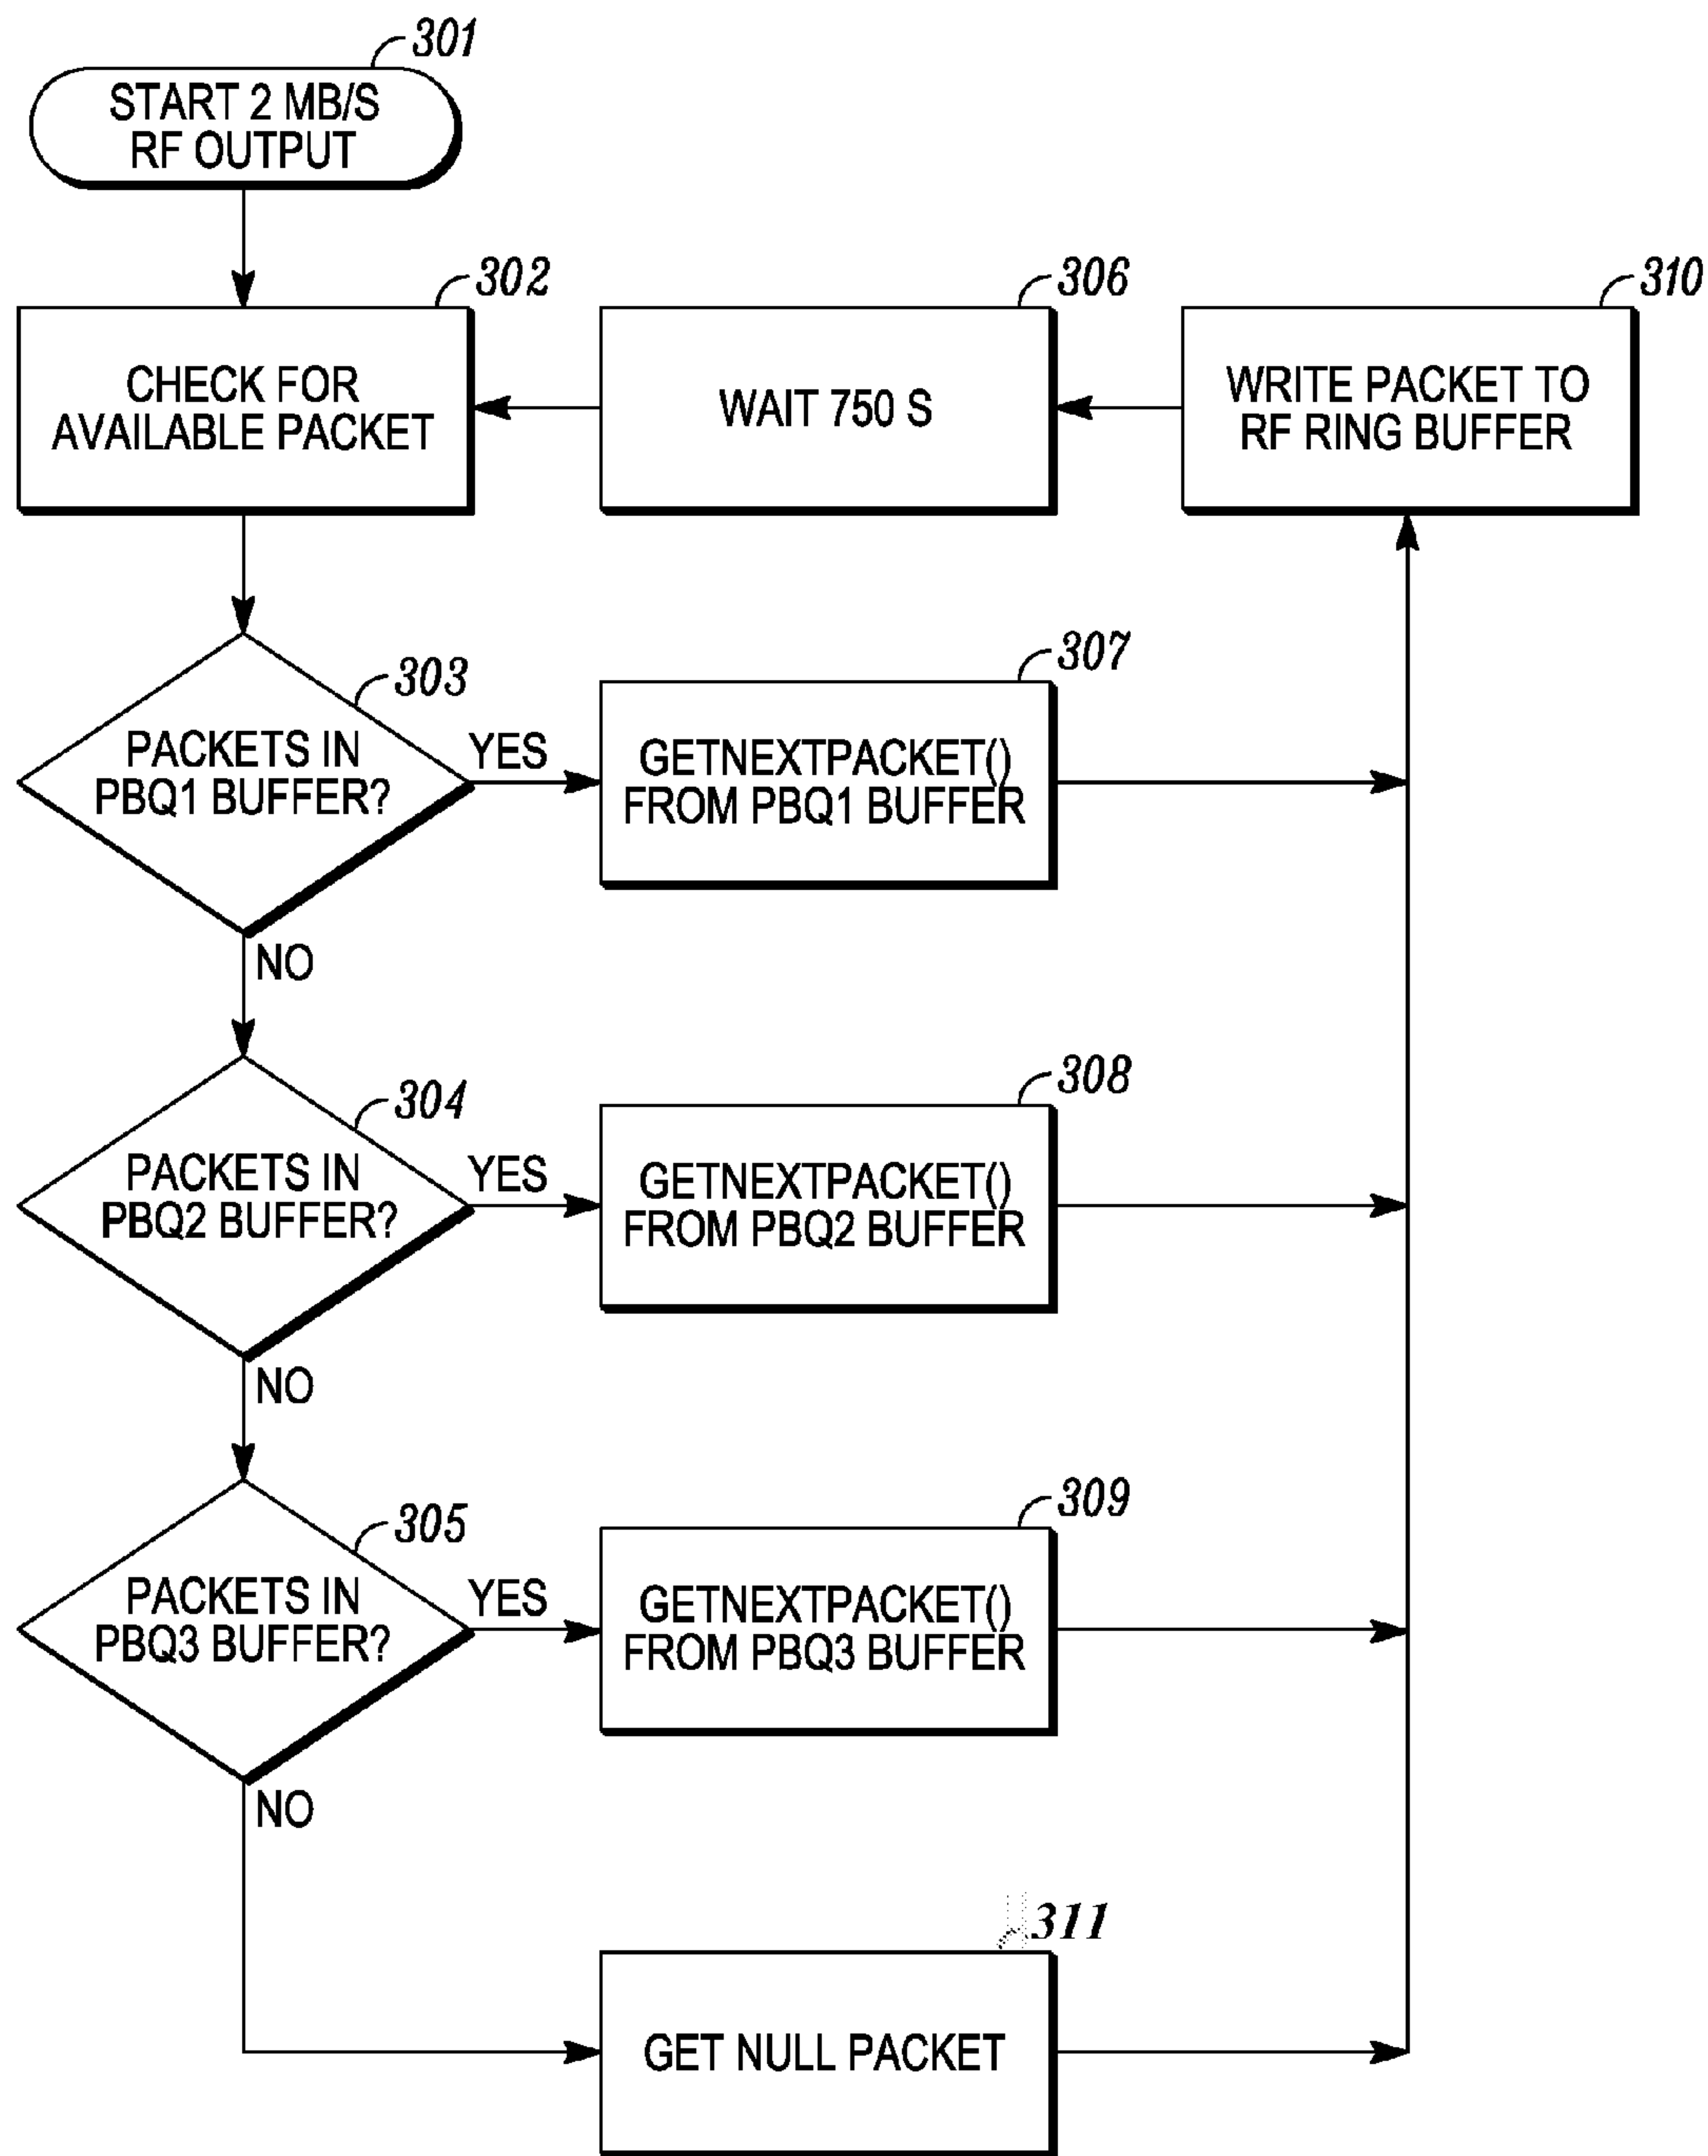 301
START 2 MB/S
RF OUTPUT
302
CHECK FOR
AVAILABLE PACKET
306
WAIT 750 S
310
WRITE PACKET TO
RF RING BUFFER
303
PACKETS IN
PBQ1 BUFFER?
YES
NO
307
GETNEXTPACKET()
FROM PBQ1 BUFFER
304
PACKETS IN
PBQ2 BUFFER?
YES
NO
308
GETNEXTPACKET()
FROM PBQ2 BUFFER
305
PACKETS IN
PBQ3 BUFFER?
YES
NO
309
GETNEXTPACKET()
FROM PBQ3 BUFFER
311
GET NULL PACKET